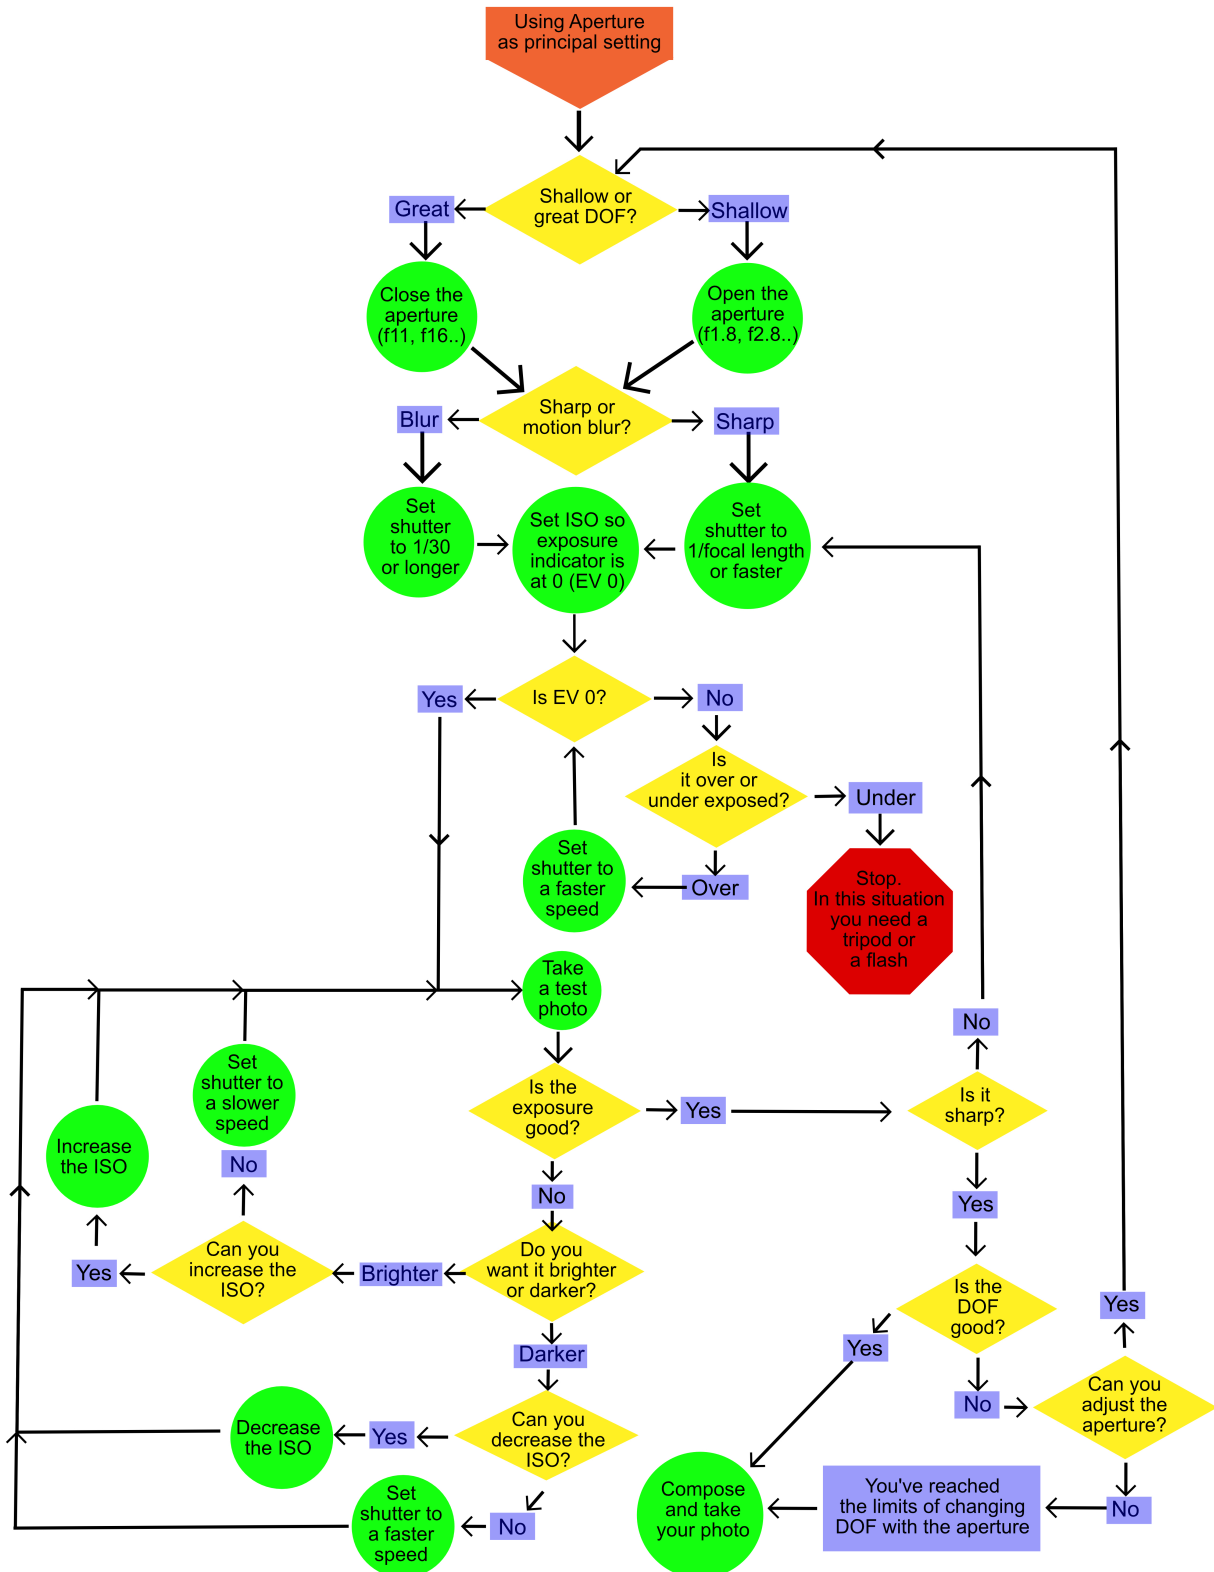 Using Aperture
as principal setting
Shallow or
great DOF?
Great
Shallow
Close the
aperture
(f11, f16..)
Open the
aperture
(f1.8, f2.8..)
Sharp or
motion blur?
Blur
Sharp
Set
shutter
to 1/30
or longer
Set ISO so
exposure
indicator is
at 0 (EV 0)
Set
shutter to
1/focal length
or faster
Is EV 0?
Yes
No
Is
it over or
under exposed?
Under
Over
Set
shutter to
a faster
speed
Stop.
In this situation
you need a
tripod or
a flash
Take
a test
photo
Is the
exposure
good?
Yes
No
Is it
sharp?
No
Yes
Set
shutter to
a slower
speed
Increase
the ISO
No
Yes
Can you
increase the
ISO?
Brighter
Do you
want it brighter
or darker?
Darker
Can you
decrease the
ISO?
Yes
Decrease
the ISO
No
Set
shutter to
a faster
speed
Is the
DOF
good?
Yes
No
Can you
adjust the
aperture?
Yes
No
You've reached
the limits of changing
DOF with the aperture
Compose
and take
your photo